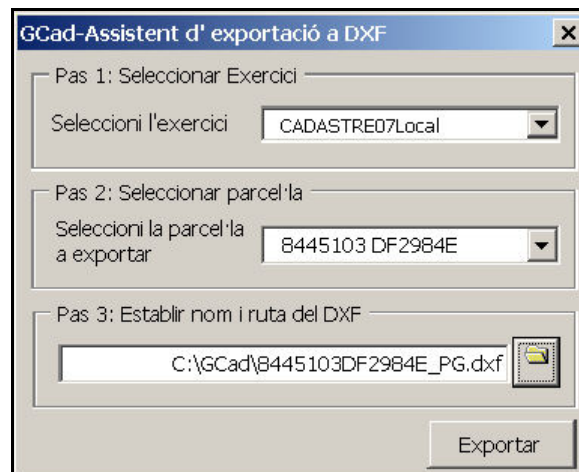 GCad-Assistent d' exportació a DXF
Pas 1: Seleccionar Exercici
Seleccioni l'exercici CADASTRE07Local
Pas 2: Seleccionar parcel·la
Seleccioni la parcel·la
a exportar 8445103 DF2984E
Pas 3: Establir nom i ruta del DXF
C:\GCad\8445103DF2984E_PG.dxf
Exportar